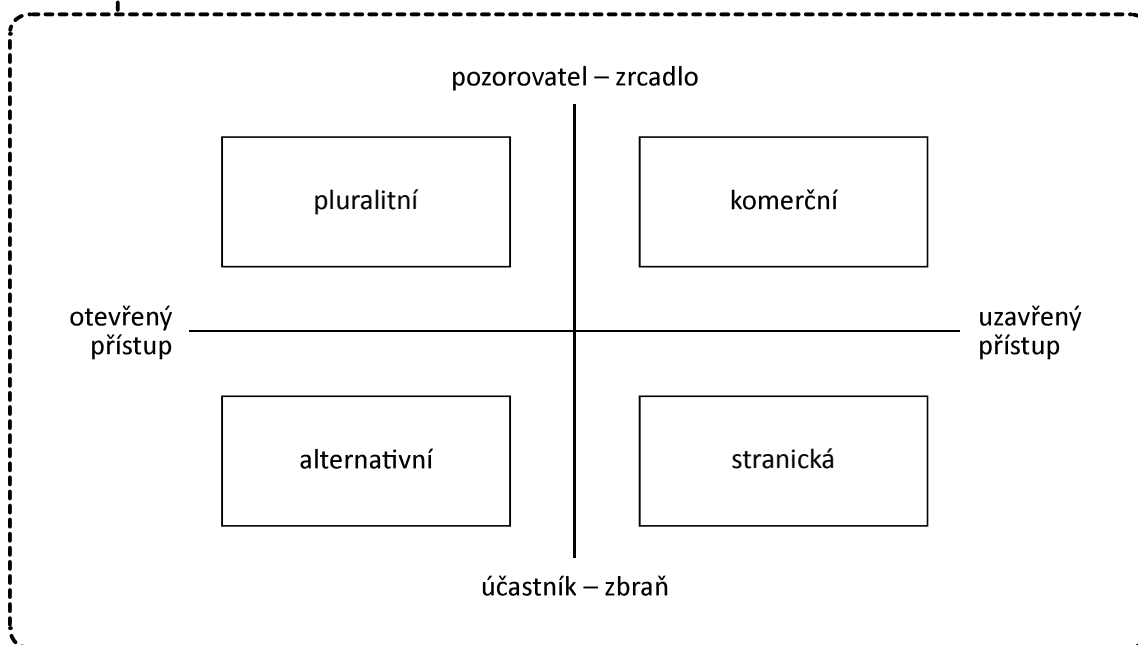 pozorovatel – zrcadlo
pluralitní
komerční
otevřený
přístup
uzavřený
přístup
alternativní
stranická
účastník – zbraň